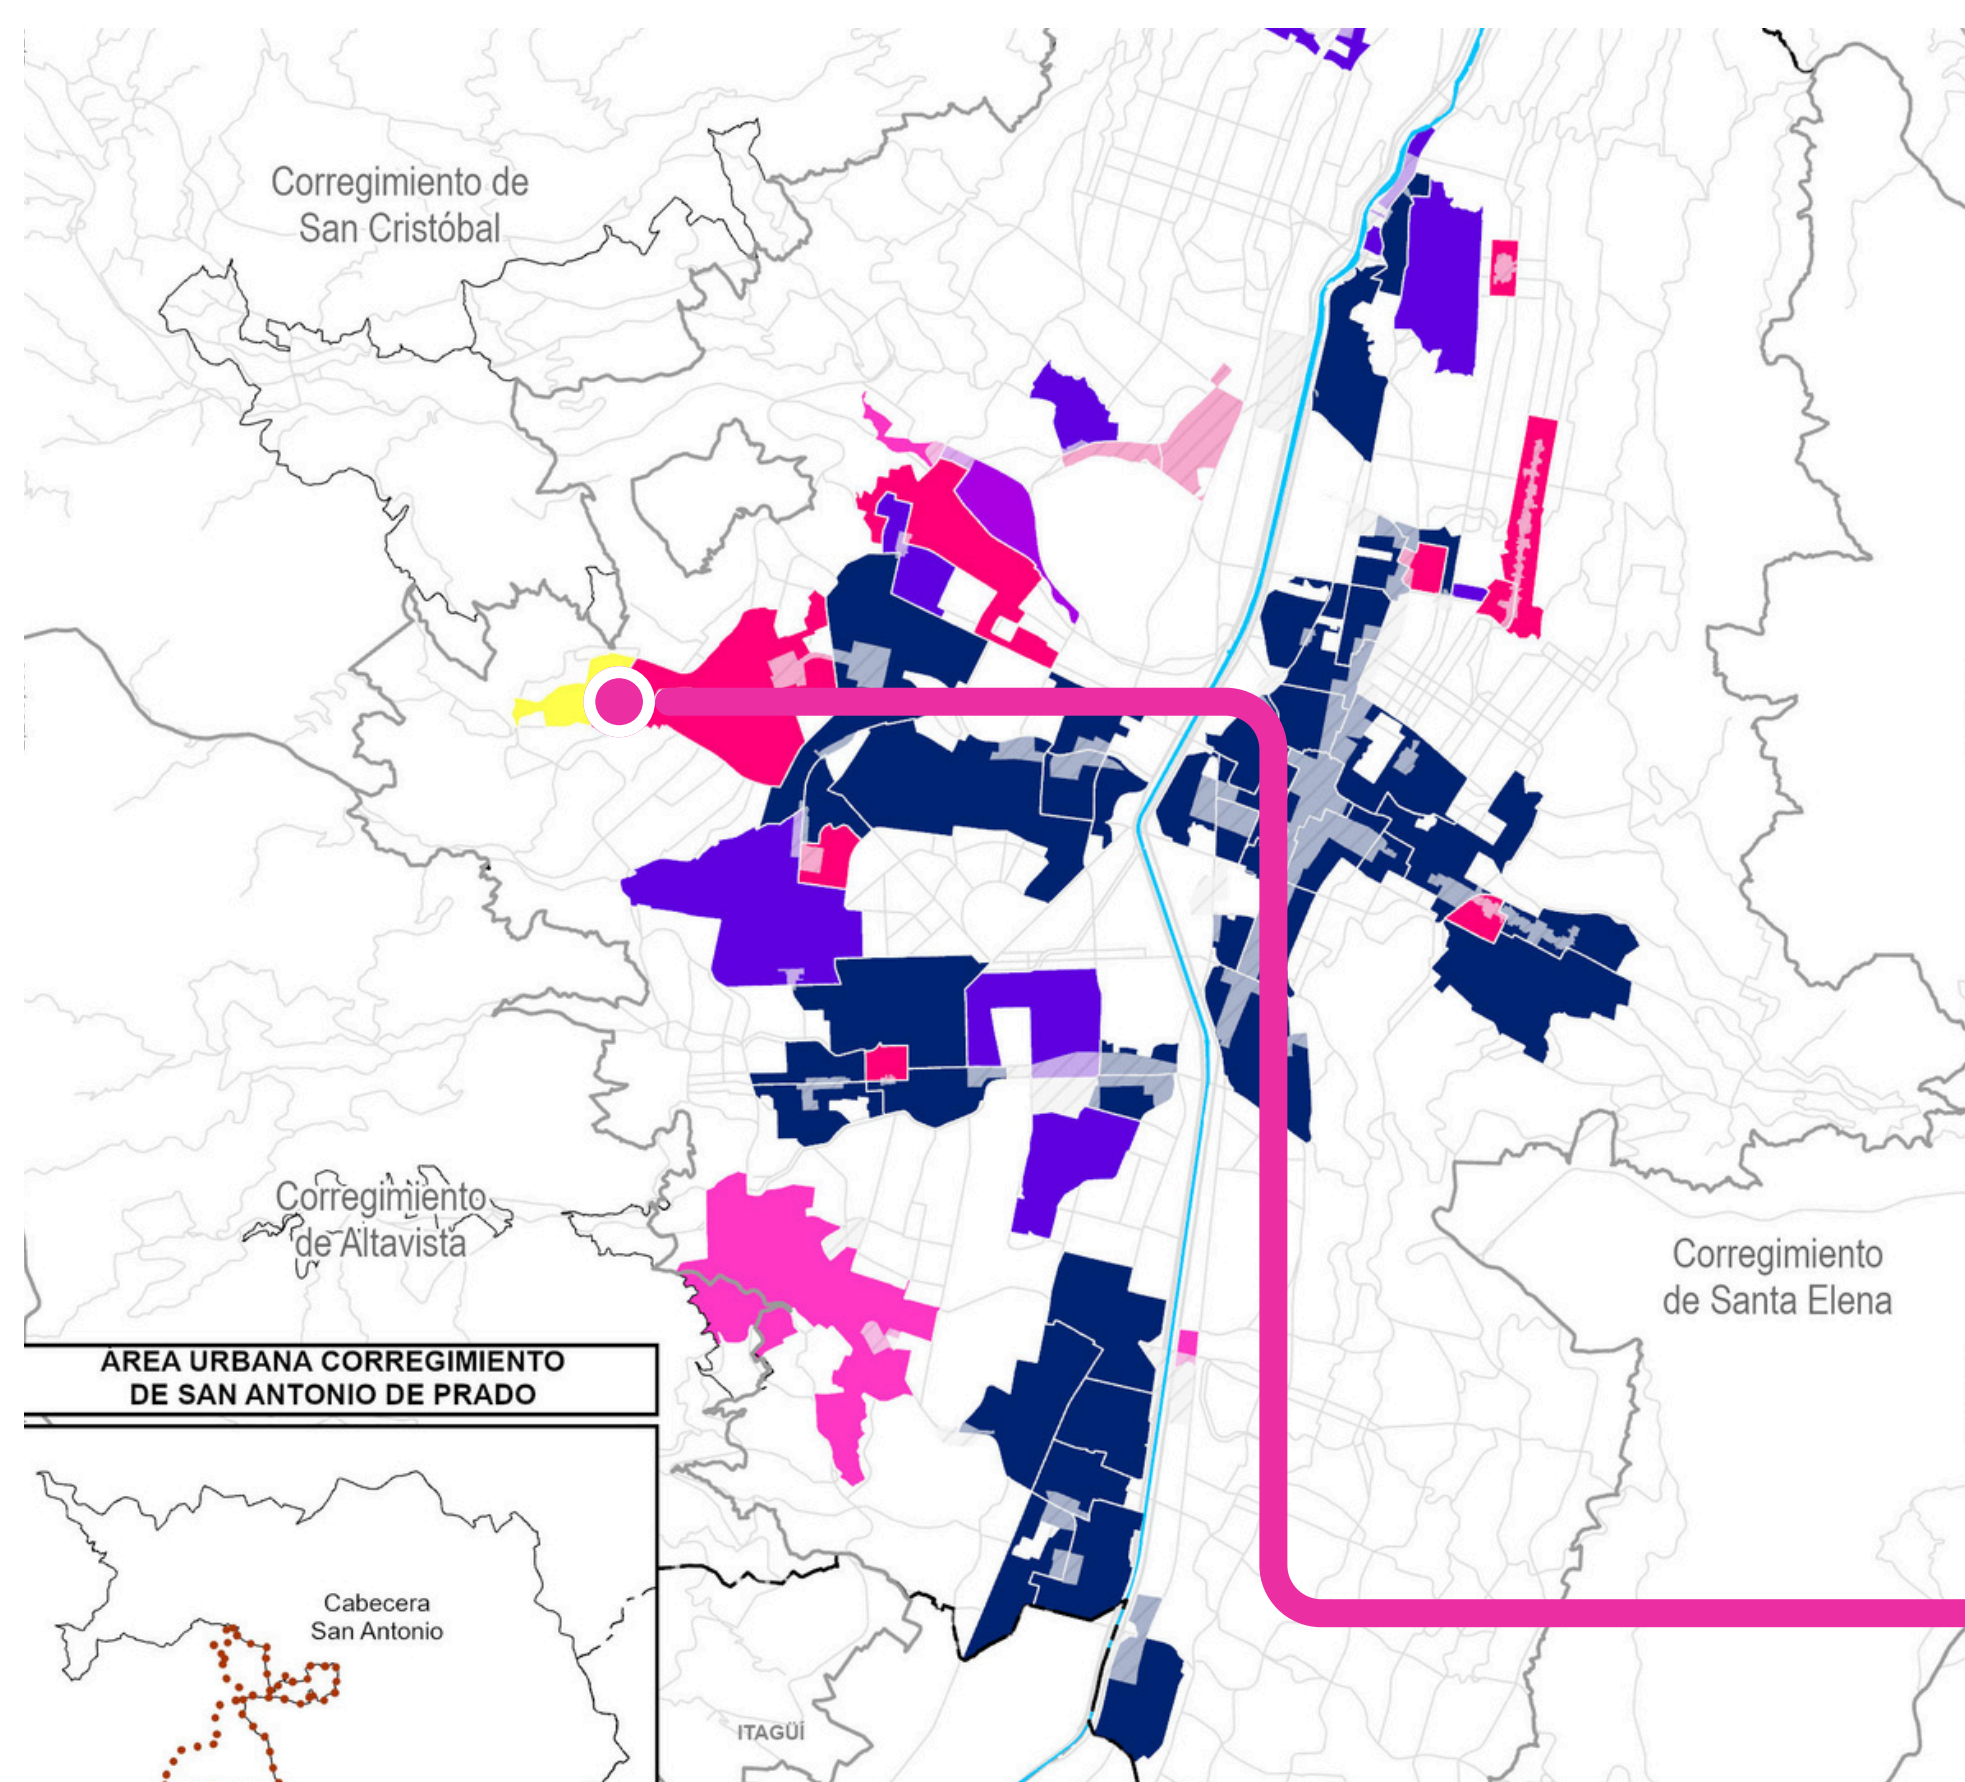 Corregimiento de
San Cristóbal
Corregimiento
de Altavista
Corregimiento
de Santa Elena
ÁREA URBANA CORREGIMIENTO
DE SAN ANTONIO DE PRADO
Cabecera
San Antonio
ITAGÜÍ